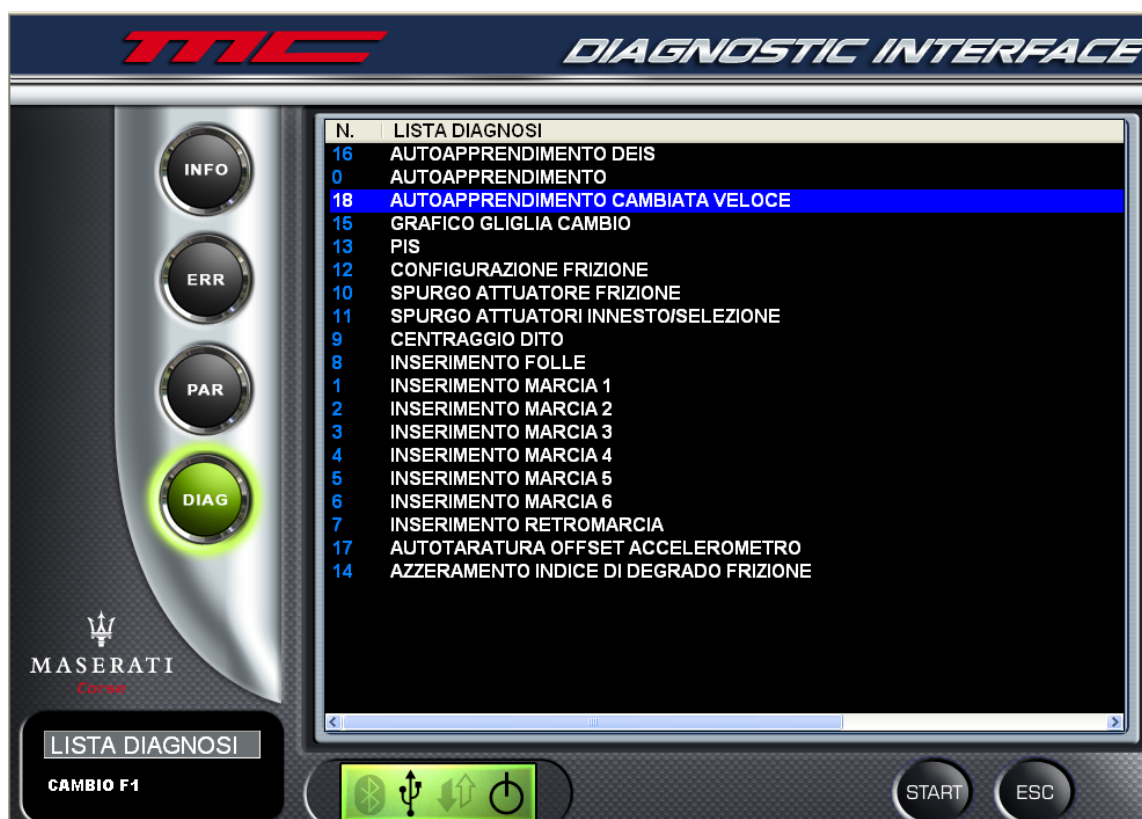 MC
DIAGNOSTIC INTERFACE
INFO
ERR
PAR
DIAG
N. LISTA DIAGNOSI
16 AUTOAPPRENDIMENTO DEIS
0 AUTOAPPRENDIMENTO
18 AUTOAPPRENDIMENTO CAMBIATA VELOCE
15 GRAFICO GLIGLIA CAMBIO
13 PIS
12 CONFIGURAZIONE FRIZIONE
10 SPURGO ATTUATORE FRIZIONE
11 SPURGO ATTUATORI INNESTO/SELEZIONE
9 CENTRAGGIO DITO
8 INSERIMENTO FOLLE
1 INSERIMENTO MARCIA 1
2 INSERIMENTO MARCIA 2
3 INSERIMENTO MARCIA 3
4 INSERIMENTO MARCIA 4
5 INSERIMENTO MARCIA 5
6 INSERIMENTO MARCIA 6
7 INSERIMENTO RETROMARCIA
17 AUTOTARATURA OFFSET ACCELEROMETRO
14 AZZERAMENTO INDICE DI DEGRADO FRIZIONE
MASERATI
Corse
LISTA DIAGNOSI
CAMBIO F1
START
ESC